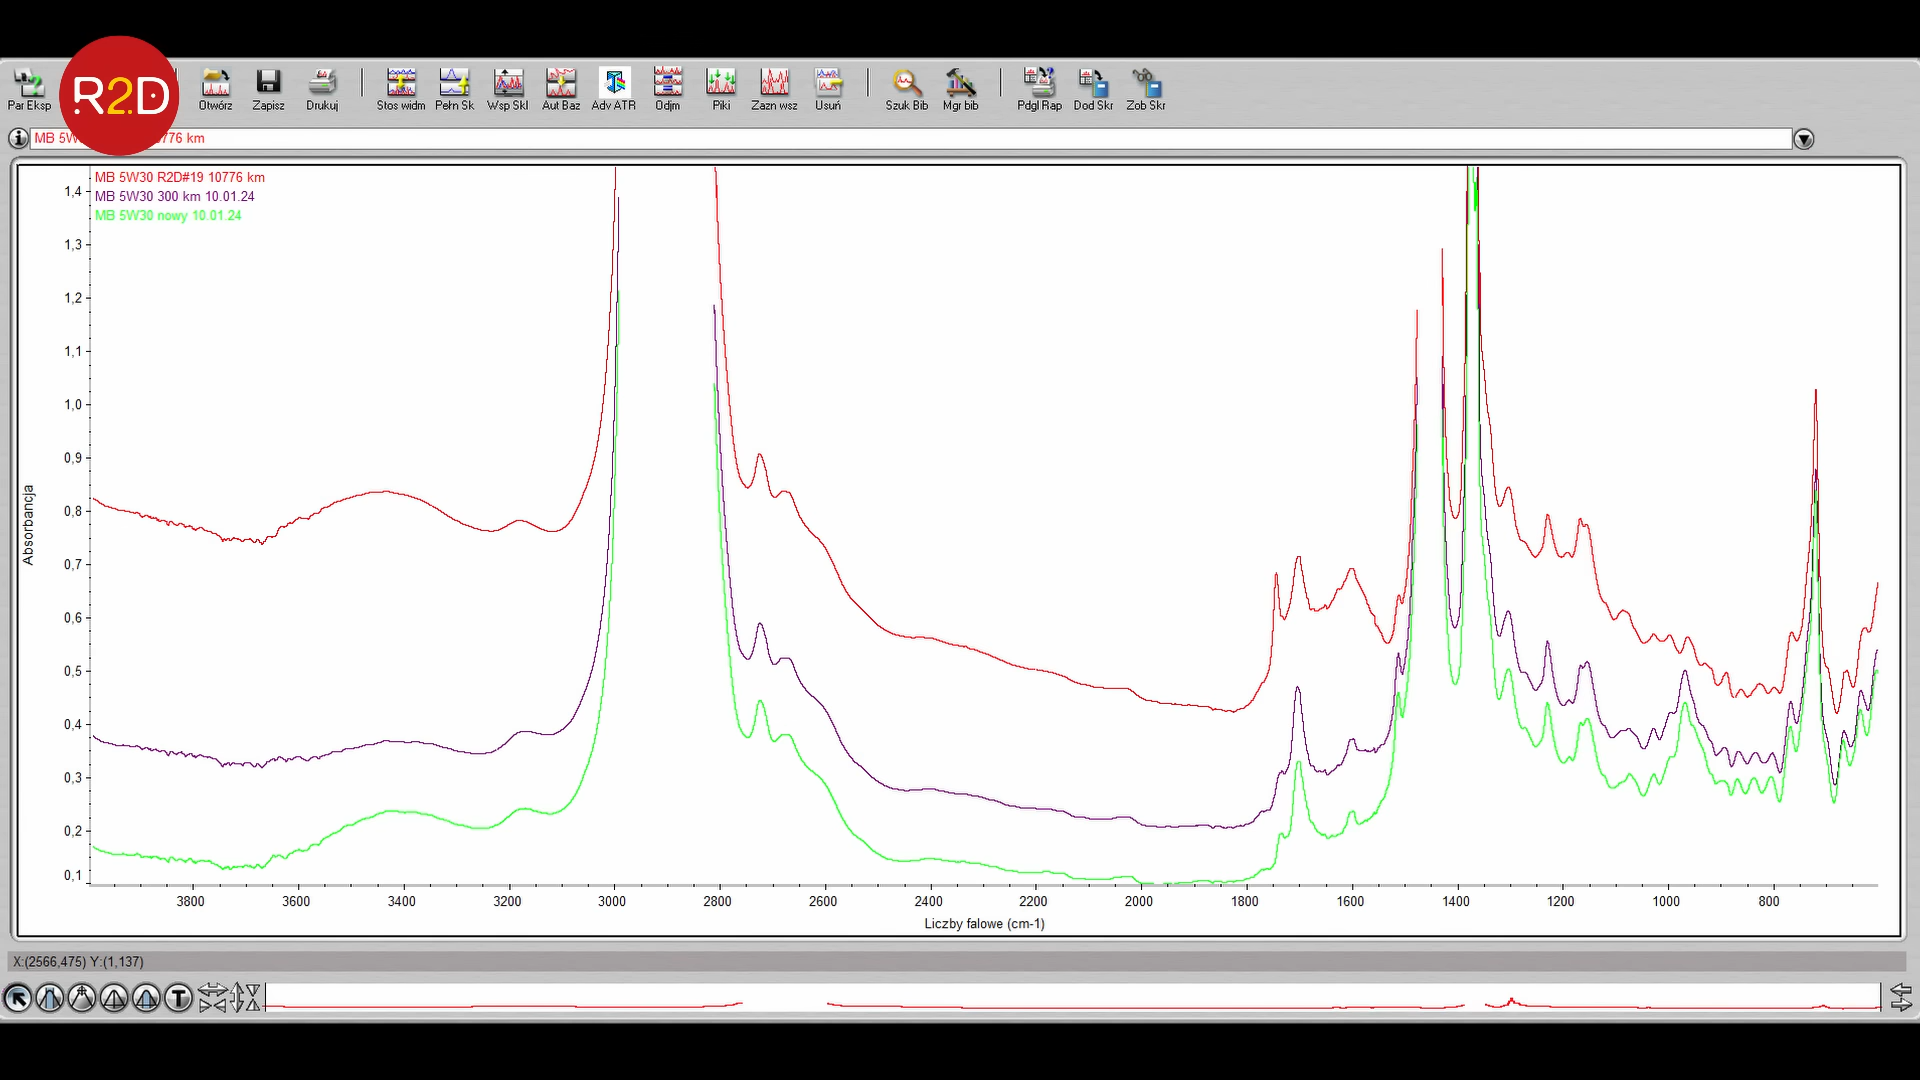 R2D
Par Eksp
Otwórz
Zapisz
Drukuj
Stos widm
Pełn Sk
Wsp Skl
Aut Baz
Adv ATR
Odjm
Piki
Zazn wsz
Usuń
Szuk Bib
Mgr bib
Pdgl Rap
Dod Skr
Zob Skr
MB 5W 776 km
MB 5W30 R2D#19 10776 km
MB 5W30 300 km 10.01.24
MB 5W30 nowy 10.01.24
1,4
1,3
1,2
1,1
1,0
0,9
0,8
0,7
0,6
0,5
0,4
0,3
0,2
0,1
Absorbancja
3800 3600 3400 3200 3000 2800 2600 2400 2200 2000 1800 1600 1400 1200 1000 800
Liczby falowe (cm-1)
X:(2566,475) Y:(1,137)
T